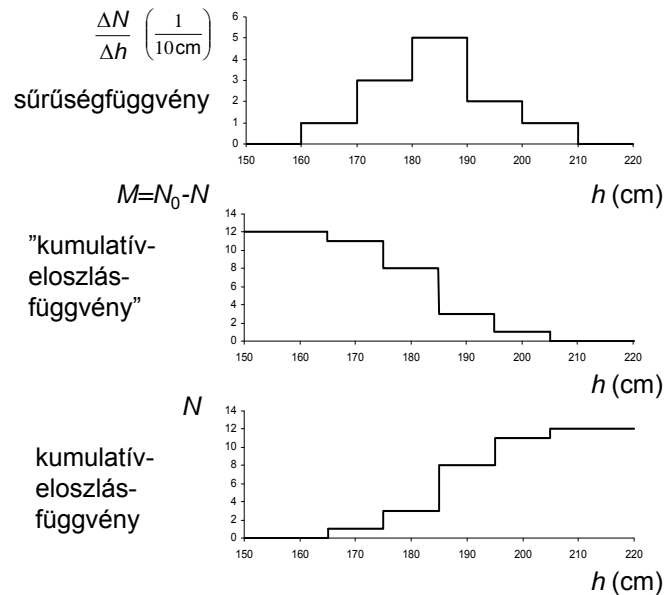 ΔN/Δh (1/10 cm)
sűrűségfüggvény
6
5
4
3
2
1
0
150 160 170 180 190 200 210 220
h (cm)
M=N₀-N
”kumulatív-
eloszlás-
függvény”
14
12
10
8
6
4
2
0
150 160 170 180 190 200 210 220
h (cm)
N
kumulatív-
eloszlás-
függvény
14
12
10
8
6
4
2
0
150 160 170 180 190 200 210 220
h (cm)